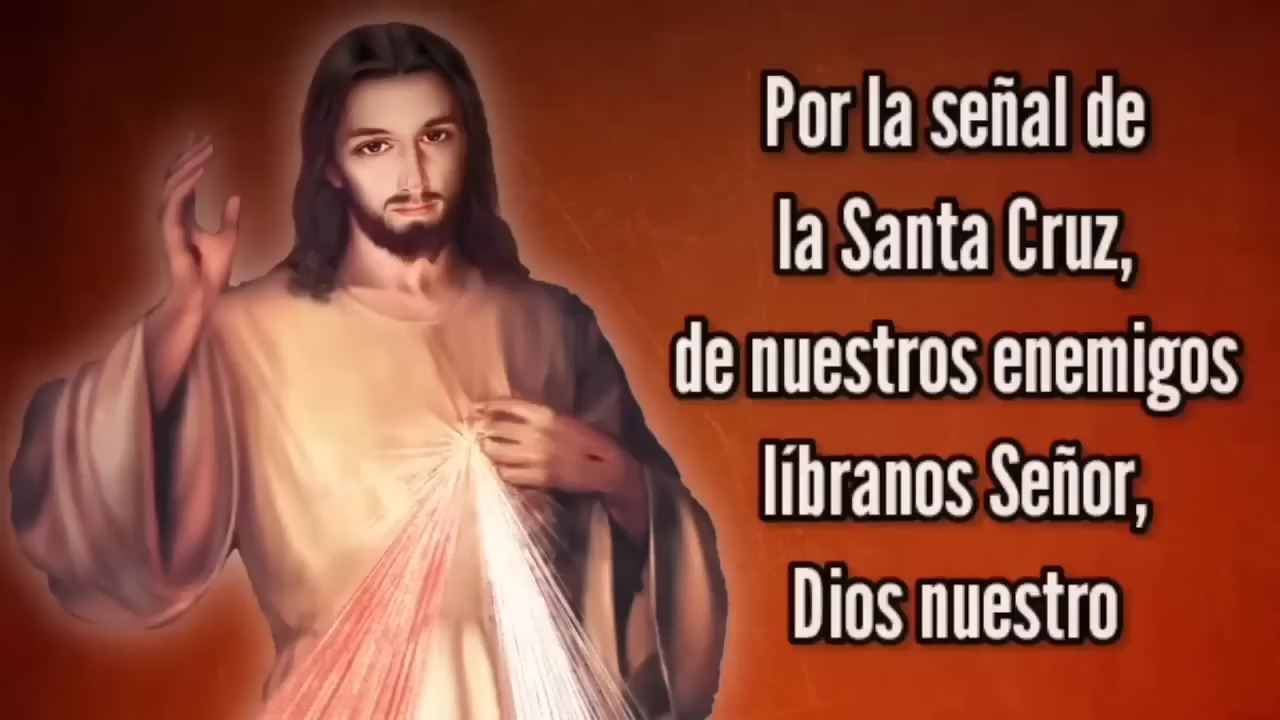 Por la señal de
la Santa Cruz,
de nuestros enemigos
líbranos Señor,
Dios nuestro